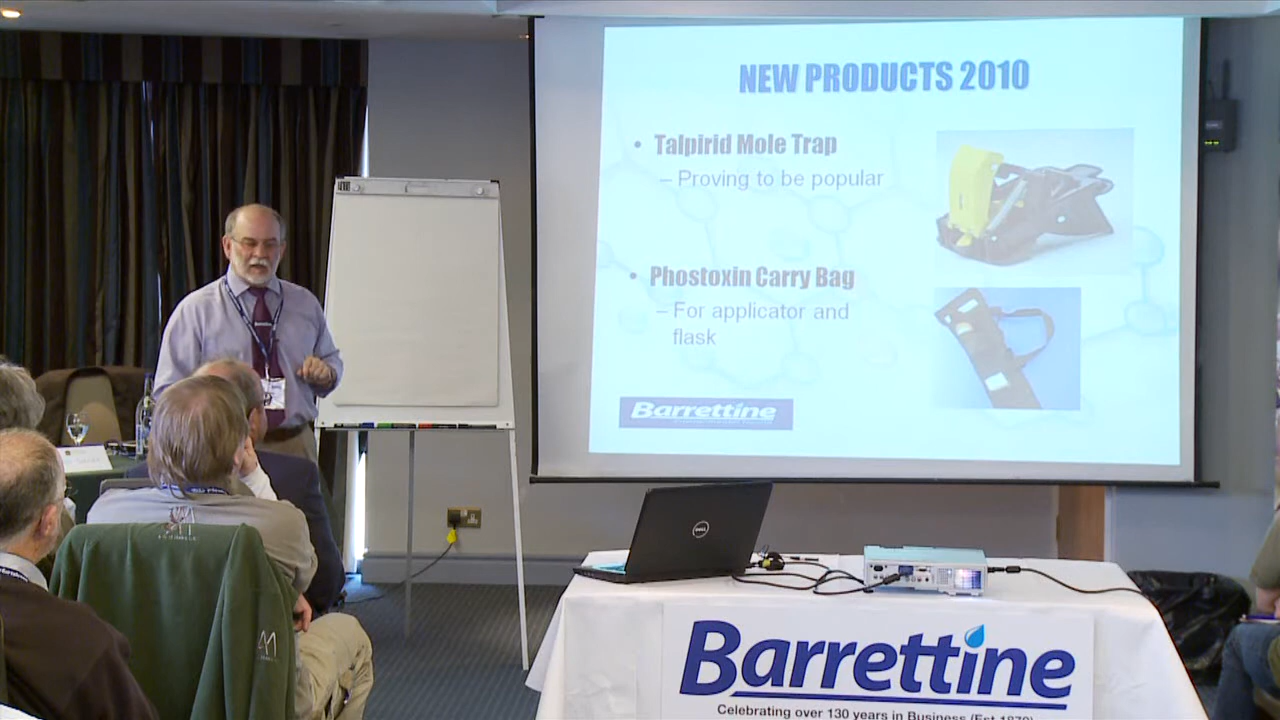 NEW PRODUCTS 2010
• Talpirid Mole Trap
– Proving to be popular
• Phostoxin Carry Bag
– For applicator and
flask
Barrettine
DELL
Barrettine
Celebrating over 130 years in Business (Est 1879)